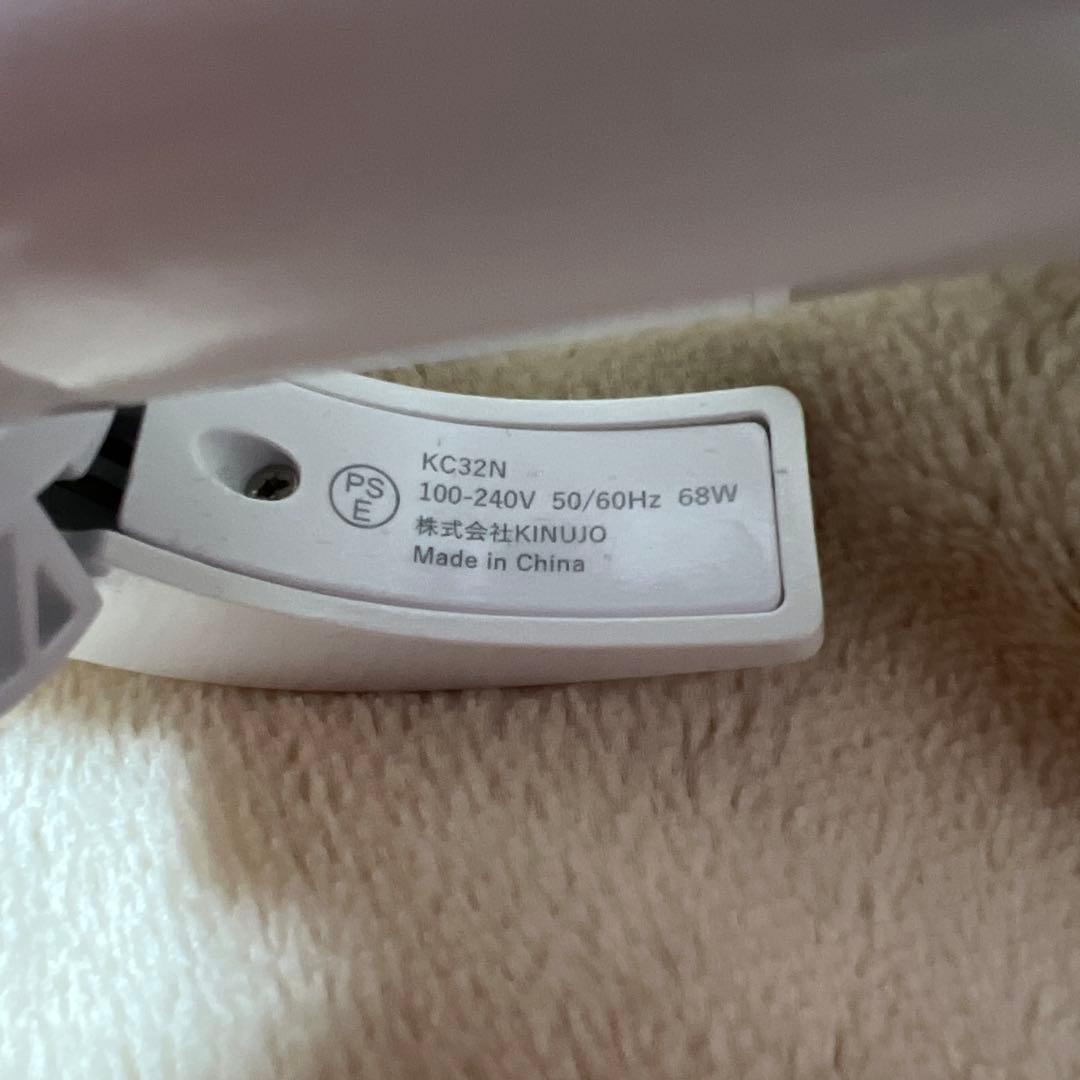 PS
E
KC32N
100-240V 50/60Hz 68W
株式会社KINUJO
Made in China